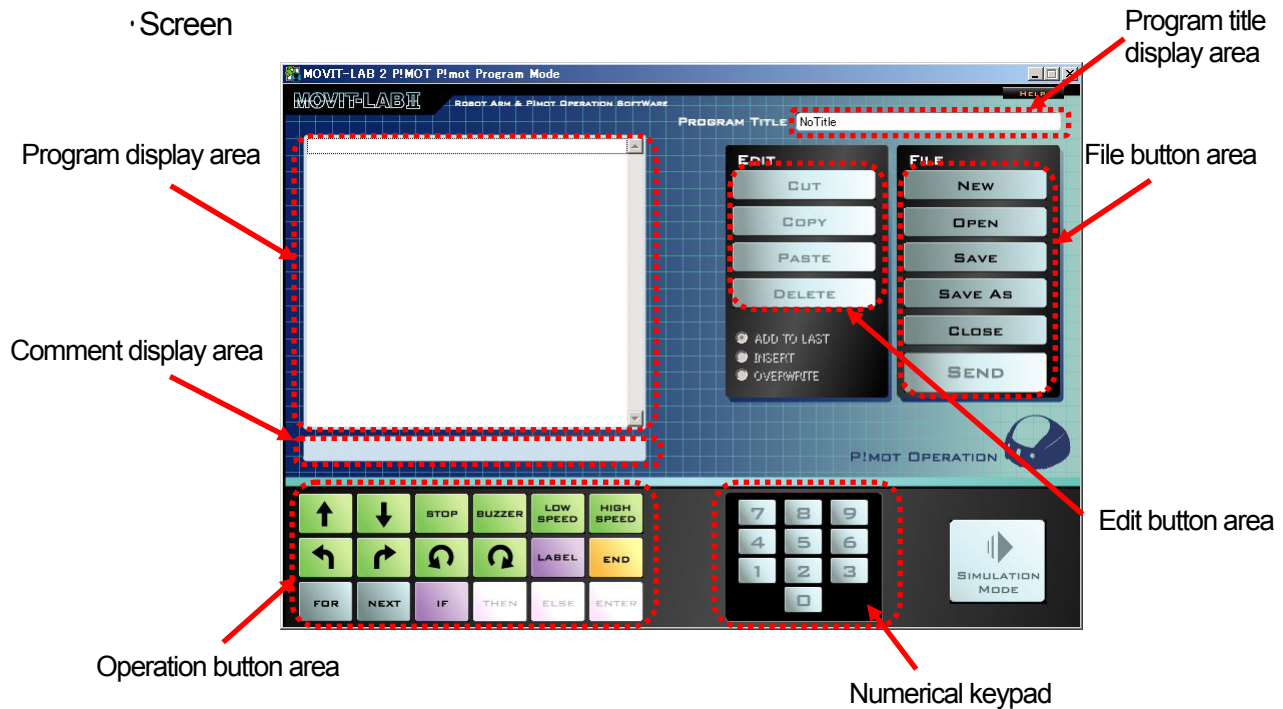 ·Screen
Program title
display area
MOVIT-LAB 2 P!MOT P!mot Program Mode
HELP
MOVIT-LAB II
ROBOT ARM & P!MOT OPERATION SOFTWARE
PROGRAM TITLE NoTitle
Program display area
File button area
EDIT
CUT
COPY
PASTE
DELETE
ADD TO LAST
INSERT
OVERWRITE
FILE
NEW
OPEN
SAVE
SAVE AS
CLOSE
SEND
Comment display area
P!MOT OPERATION
STOP BUZZER LOW SPEED HIGH SPEED
LABEL END
FOR NEXT IF THEN ELSE ENTER
7 8 9
4 5 6
1 2 3
0
SIMULATION
MODE
Edit button area
Operation button area
Numerical keypad